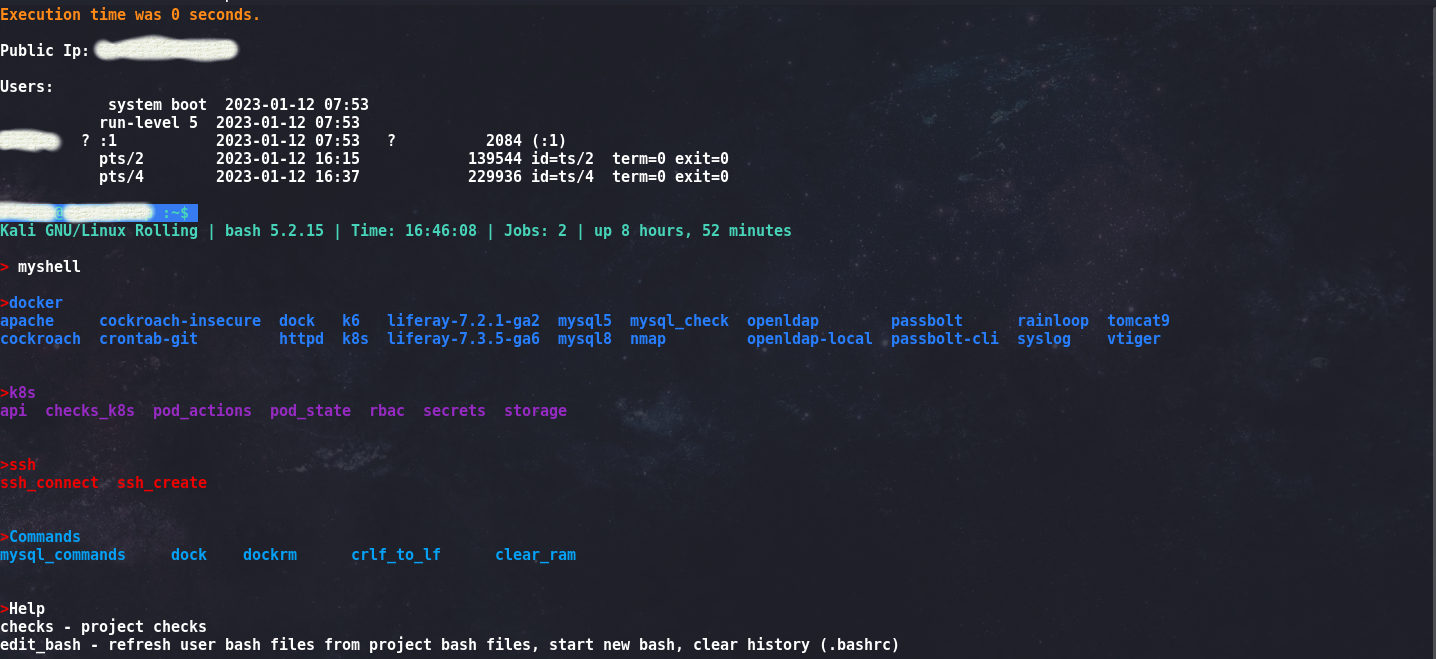 Execution time was 0 seconds.
Public Ip:
Users:
system boot  2023-01-12 07:53
run-level 5  2023-01-12 07:53
? :1           2023-01-12 07:53   ?          2084 (:1)
pts/2        2023-01-12 16:15            139544 id=ts/2  term=0 exit=0
pts/4        2023-01-12 16:37            229936 id=ts/4  term=0 exit=0
@ :~$
Kali GNU/Linux Rolling | bash 5.2.15 | Time: 16:46:08 | Jobs: 2 | up 8 hours, 52 minutes
> myshell
>docker
apache     cockroach-insecure  dock   k6   liferay-7.2.1-ga2  mysql5  mysql_check  openldap        passbolt      rainloop  tomcat9
cockroach  crontab-git         httpd  k8s  liferay-7.3.5-ga6  mysql8  nmap         openldap-local  passbolt-cli  syslog    vtiger
>k8s
api  checks_k8s  pod_actions  pod_state  rbac  secrets  storage
>ssh
ssh_connect  ssh_create
>Commands
mysql_commands     dock    dockrm      crlf_to_lf      clear_ram
>Help
checks - project checks
edit_bash - refresh user bash files from project bash files, start new bash, clear history (.bashrc)